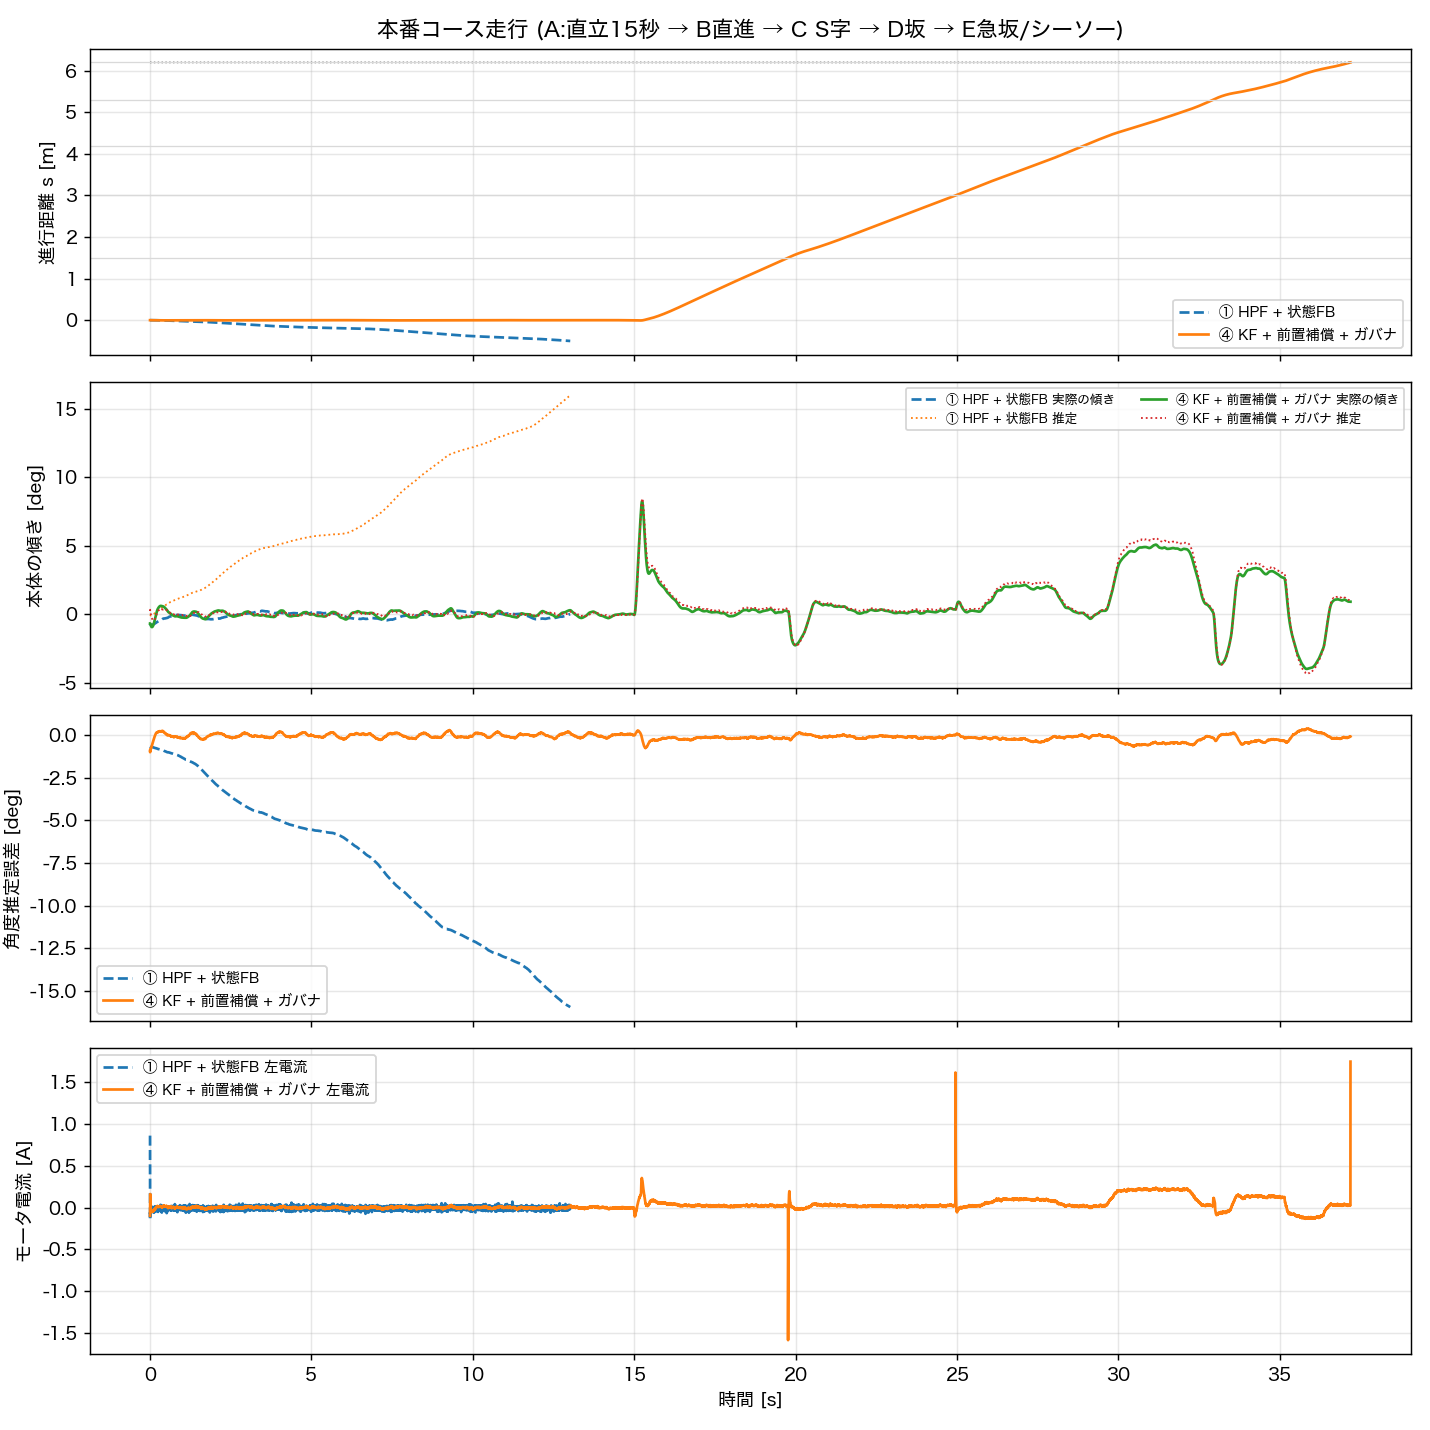 本番コース走行 (A:直立15秒 → B直進 → C S字 → D坂 → E急坂/シーソー)
進行距離 s [m]
6
5
4
3
2
1
0
① HPF + 状態FB
④ KF + 前置補償 + ガバナ
本体の傾き [deg]
15
10
5
0
-5
① HPF + 状態FB 実際の傾き
① HPF + 状態FB 推定
④ KF + 前置補償 + ガバナ 実際の傾き
④ KF + 前置補償 + ガバナ 推定
角度推定誤差 [deg]
0.0
-2.5
-5.0
-7.5
-10.0
-12.5
-15.0
① HPF + 状態FB
④ KF + 前置補償 + ガバナ
モータ電流 [A]
1.5
1.0
0.5
0.0
-0.5
-1.0
-1.5
① HPF + 状態FB 左電流
④ KF + 前置補償 + ガバナ 左電流
0 5 10 15 20 25 30 35
時間 [s]